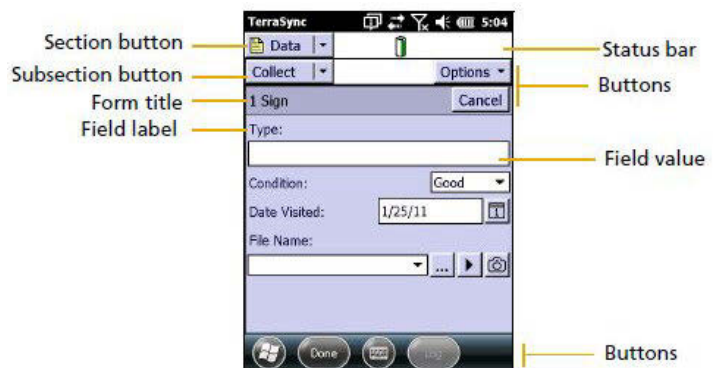 TerraSync 5:04
Section button Data Status bar
Subsection button Collect Options Buttons
Form title 1 Sign Cancel
Field label Type:
Field value
Condition: Good
Date Visited: 1/25/11
File Name:
...
Done Log Buttons